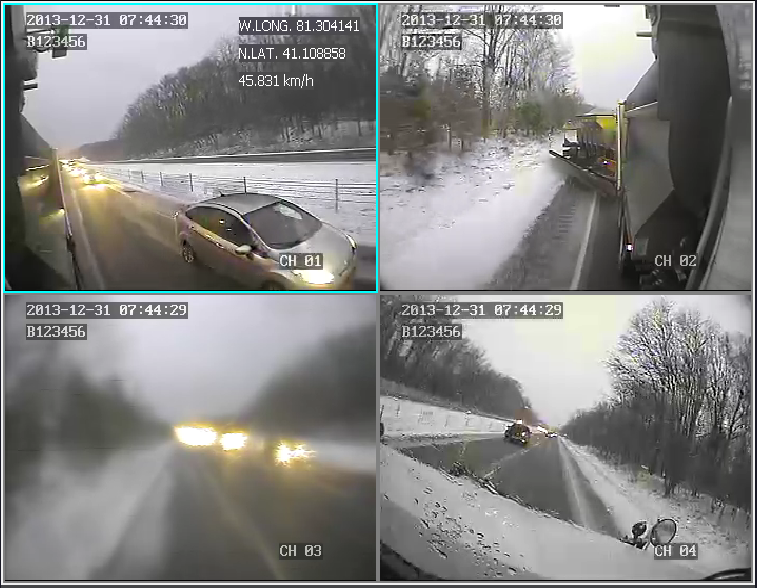 2013-12-31 07:44:30
B123456
W.LONG. 81.304141
N.LAT. 41.108858
45.831 km/h
CH 01
2013-12-31 07:44:30
B123456
CH 02
2013-12-31 07:44:29
B123456
CH 03
2013-12-31 07:44:29
B123456
CH 04